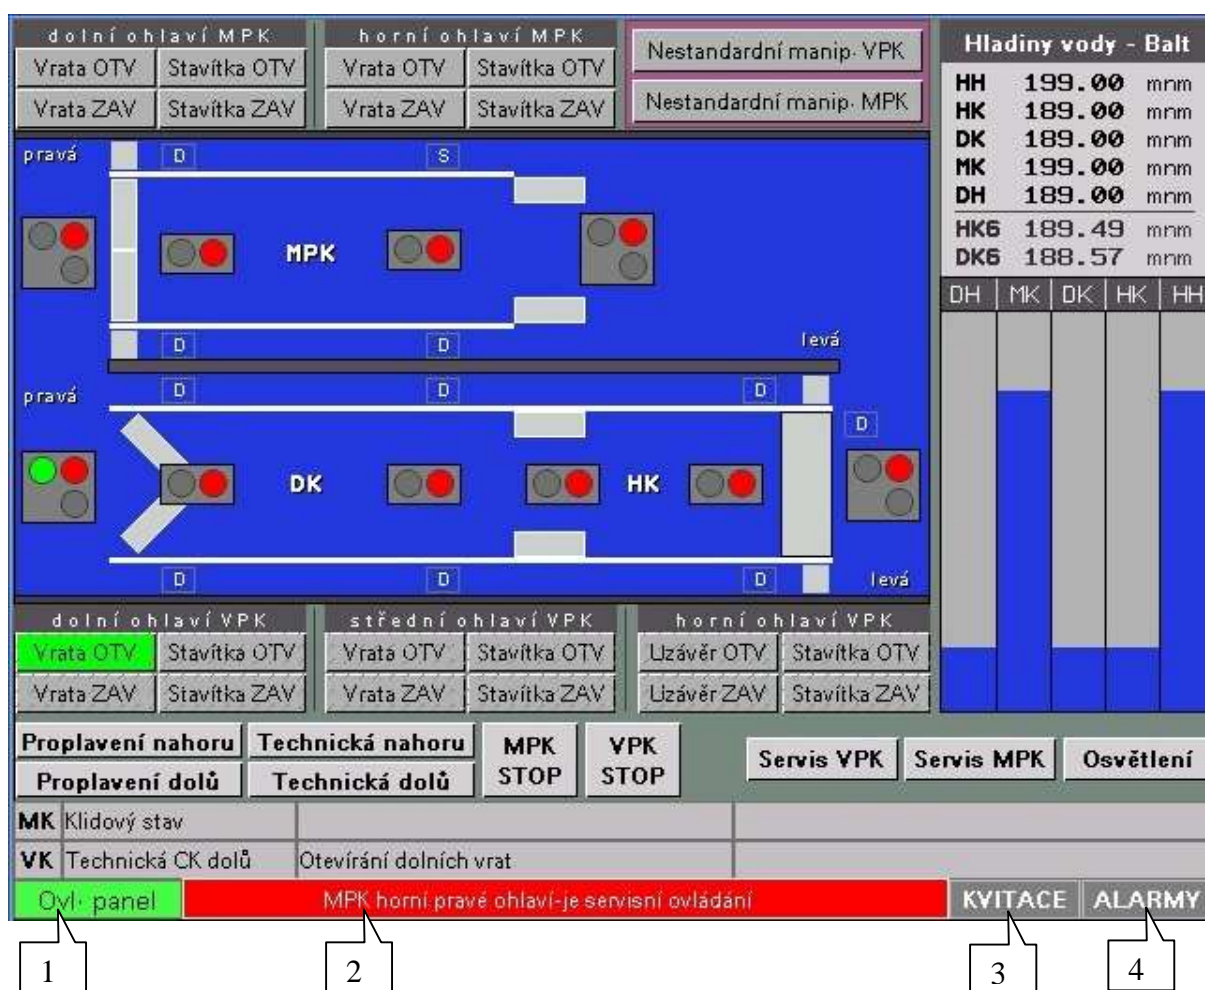 dolní ohlaví MPK
horní ohlaví MPK
Vrata OTV Stavítka OTV Vrata OTV Stavítka OTV
Vrata ZAV Stavítka ZAV Vrata ZAV Stavítka ZAV
Nestandardní manip. VPK
Nestandardní manip. MPK
Hladiny vody - Balt
HH 199.00 mnm
HK 189.00 mnm
DK 189.00 mnm
MK 199.00 mnm
DH 189.00 mnm
HK6 189.49 mnm
DK6 188.57 mnm
DH MK DK HK HH
pravá D S
MPK
D D levá
pravá D D D
D
DK HK
D D D levá
dolní ohlaví VPK
střední ohlaví VPK
horní ohlaví VPK
Vrata OTV Stavítka OTV Vrata OTV Stavítka OTV Uzávěr OTV Stavítka OTV
Vrata ZAV Stavítka ZAV Vrata ZAV Stavítka ZAV Uzávěr ZAV Stavítka ZAV
Proplavení nahoru Technická nahoru
Proplavení dolů Technická dolů
MPK
STOP
VPK
STOP
Servis VPK Servis MPK Osvětlení
MK Klidový stav
VK Technická CK dolů Otevírání dolních vrat
Ovl. panel MPK horní pravé ohlaví-je servisní ovládání KVITACE ALARMY
1 2 3 4